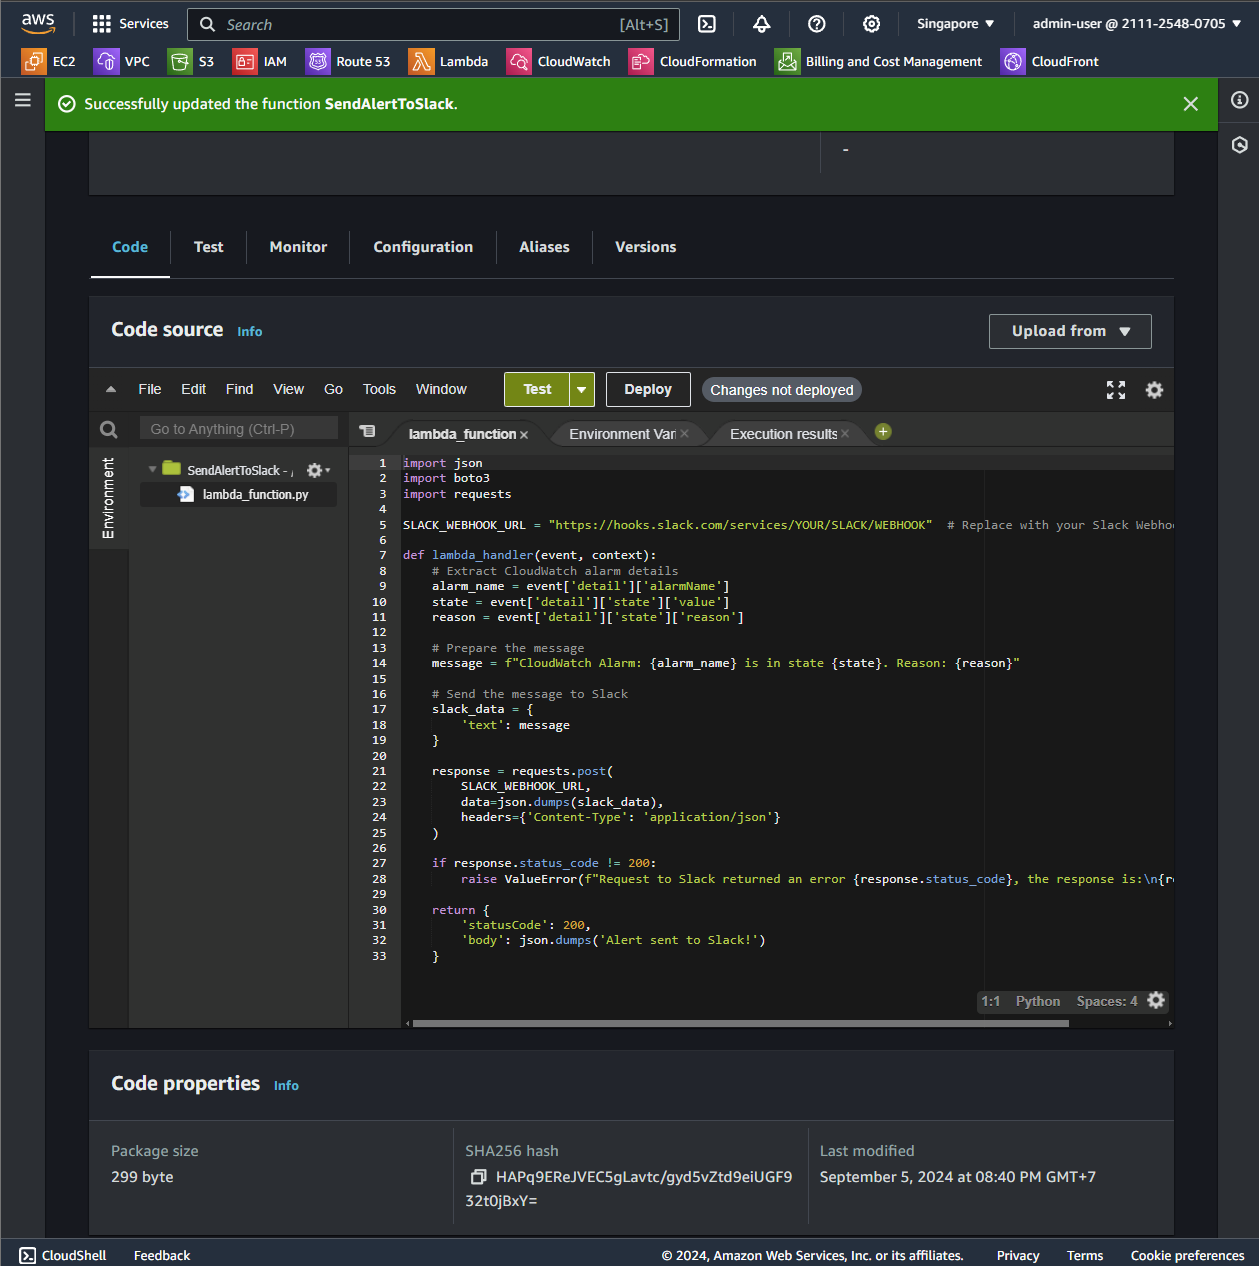 aws Services Search [Alt+S] Singapore ▼ admin-user @ 2111-2548-0705 ▼
EC2 VPC S3 IAM Route 53 Lambda CloudWatch CloudFormation Billing and Cost Management CloudFront
Successfully updated the function SendAlertToSlack.
-
Code Test Monitor Configuration Aliases Versions
Code source Info Upload from ▼
File Edit Find View Go Tools Window Test Deploy Changes not deployed
Go to Anything (Ctrl-P) lambda_function × Environment Var × Execution results ×
Environment
SendAlertToSlack - /
lambda_function.py
1 import json
2 import boto3
3 import requests
4
5 SLACK_WEBHOOK_URL = "https://hooks.slack.com/services/YOUR/SLACK/WEBHOOK"  # Replace with your Slack Webho
6
7 def lambda_handler(event, context):
8     # Extract CloudWatch alarm details
9     alarm_name = event['detail']['alarmName']
10     state = event['detail']['state']['value']
11     reason = event['detail']['state']['reason']
12
13     # Prepare the message
14     message = f"CloudWatch Alarm: {alarm_name} is in state {state}. Reason: {reason}"
15
16     # Send the message to Slack
17     slack_data = {
18         'text': message
19     }
20
21     response = requests.post(
22         SLACK_WEBHOOK_URL,
23         data=json.dumps(slack_data),
24         headers={'Content-Type': 'application/json'}
25     )
26
27     if response.status_code != 200:
28         raise ValueError(f"Request to Slack returned an error {response.status_code}, the response is:\n{re
29
30     return {
31         'statusCode': 200,
32         'body': json.dumps('Alert sent to Slack!')
33     }
1:1 Python Spaces: 4
Code properties Info
Package size
299 byte
SHA256 hash
HAPq9EReJVEC5gLavtc/gyd5vZtd9eiUGF9
32t0jBxY=
Last modified
September 5, 2024 at 08:40 PM GMT+7
CloudShell Feedback © 2024, Amazon Web Services, Inc. or its affiliates. Privacy Terms Cookie preferences